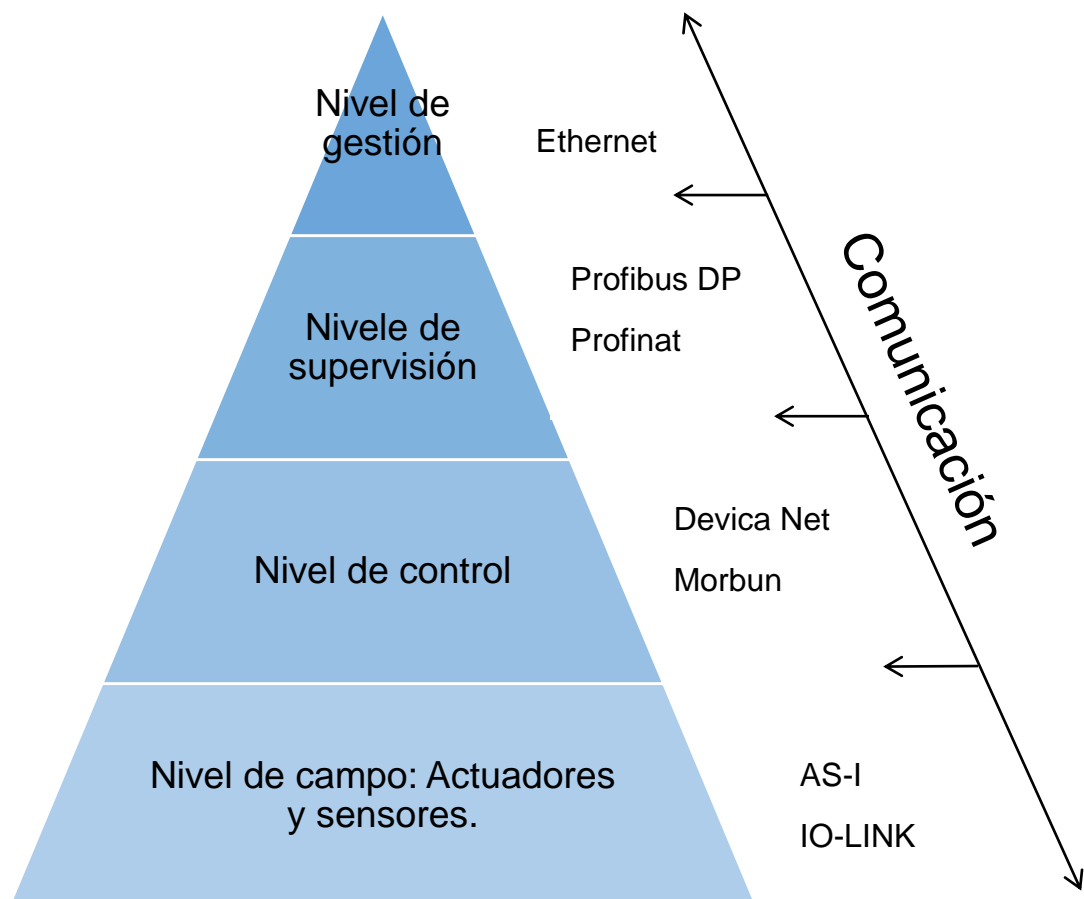 Nivel de
gestión
Ethernet
Profibus DP
Nivele de
supervisión
Profinat
Comunicación
Devica Net
Nivel de control
Morbun
Nivel de campo: Actuadores
y sensores.
AS-I
IO-LINK